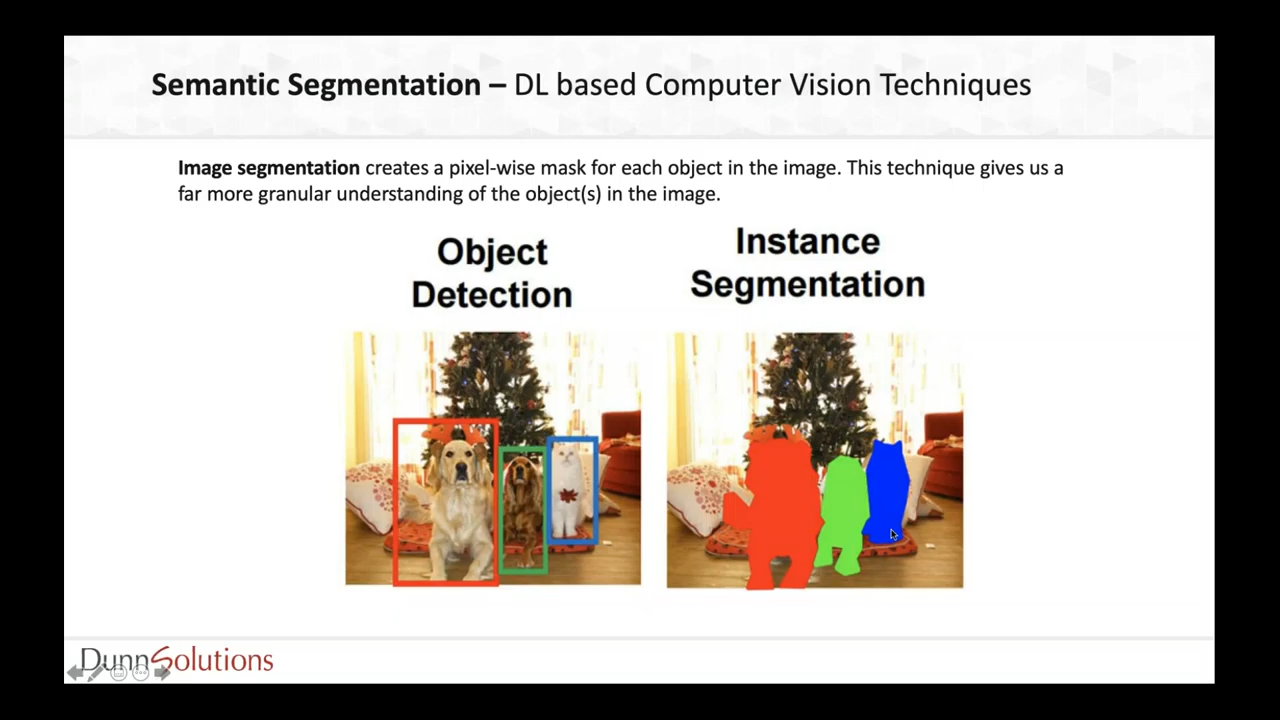 Semantic Segmentation – DL based Computer Vision Techniques
Image segmentation creates a pixel-wise mask for each object in the image. This technique gives us a
far more granular understanding of the object(s) in the image.
Object
Detection
Instance
Segmentation
DunnSolutions